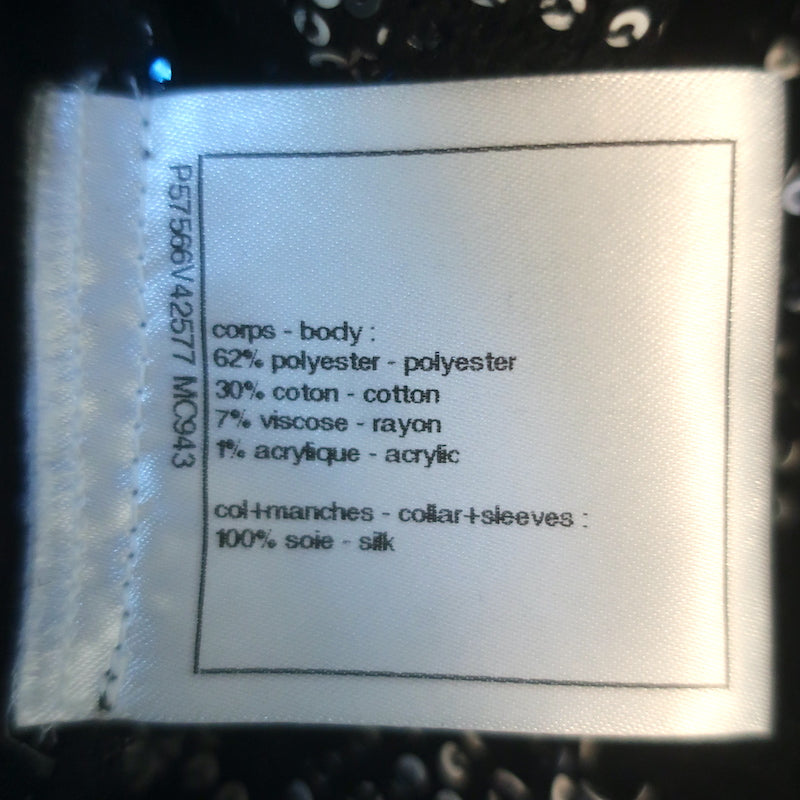 P57566V42577 MC943
corps - body :
62% polyester - polyester
30% coton - cotton
7% viscose - rayon
1% acrylique - acrylic
col+manches - collar+sleeves :
100% soie - silk